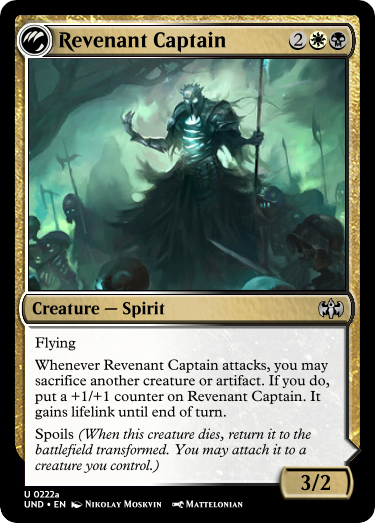 Revenant Captain 2
Creature — Spirit
Flying
Whenever Revenant Captain attacks, you may
sacrifice another creature or artifact. If you do,
put a +1/+1 counter on Revenant Captain. It
gains lifelink until end of turn.
Spoils (When this creature dies, return it to the
battlefield transformed. You may attach it to a
creature you control.)
3/2
U 0222a
UND • EN Nikolay Moskvin Mattelonian